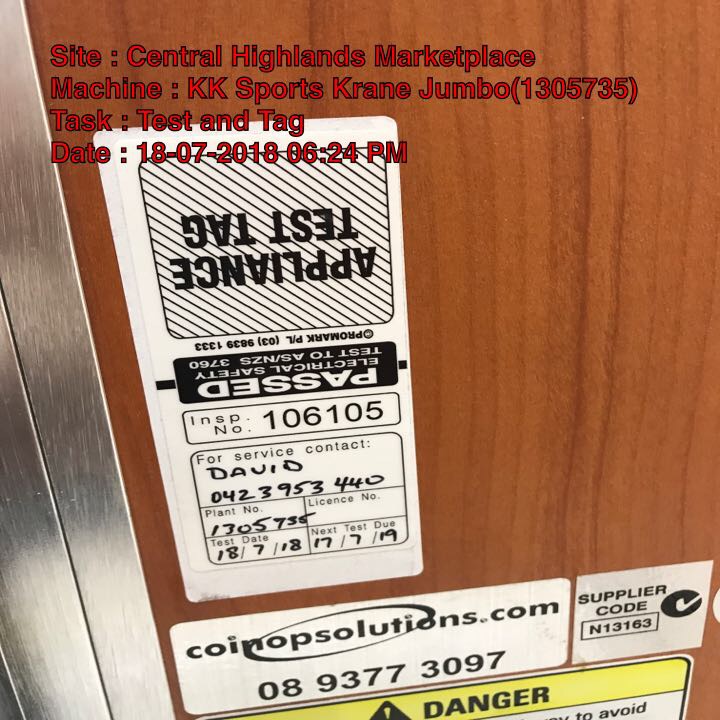 Site : Central Highlands Marketplace
Machine : KK Sports Krane Jumbo(1305735)
Task : Test and Tag
Date : 18-07-2018 06:24 PM
APPLIANCE
TEST TAG
©PROMARK P/L (03) 9839 1333
PASSED
ELECTRICAL SAFETY
TEST TO AS/NZS 3760
Insp. No. 106105
For service contact:
DAVID
0423953440
Plant No. Licence No.
1305735
Test Date Next Test Due
18/7/18 17/7/19
coinopsolutions.com
08 9377 3097
SUPPLIER
CODE
N13163
DANGER
to avoid